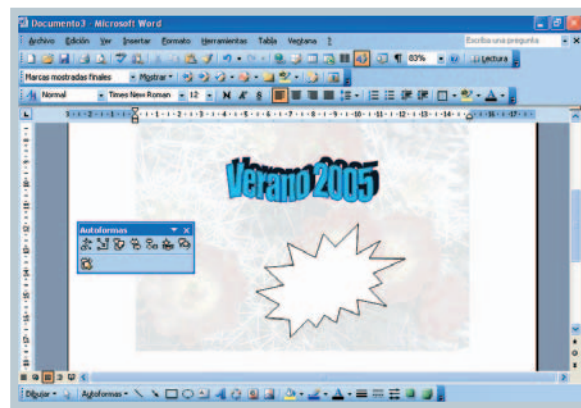 Documento3 - Microsoft Word
Archivo Edición Ver Insertar Formato Herramientas Tabla Ventana ? Escriba una pregunta
83% Lectura
Marcas mostradas finales Mostrar
Normal Times New Roman 12 N K S
Verano 2005
Autoformas
Dibujar Autoformas